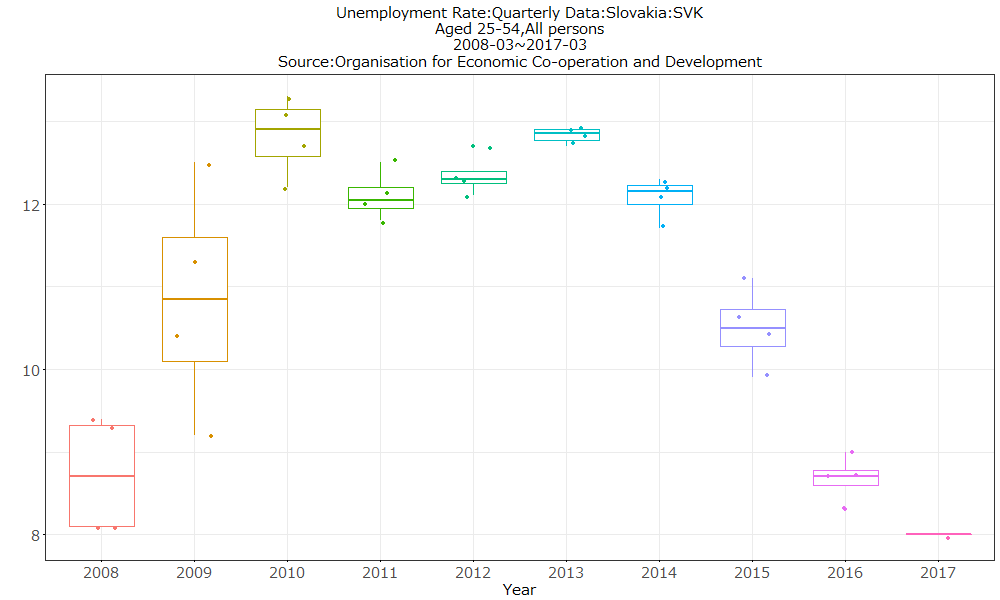 Unemployment Rate:Quarterly Data:Slovakia:SVK
Aged 25-54,All persons
2008-03~2017-03
Source:Organisation for Economic Co-operation and Development
12
10
8
2008 2009 2010 2011 2012 2013 2014 2015 2016 2017
Year